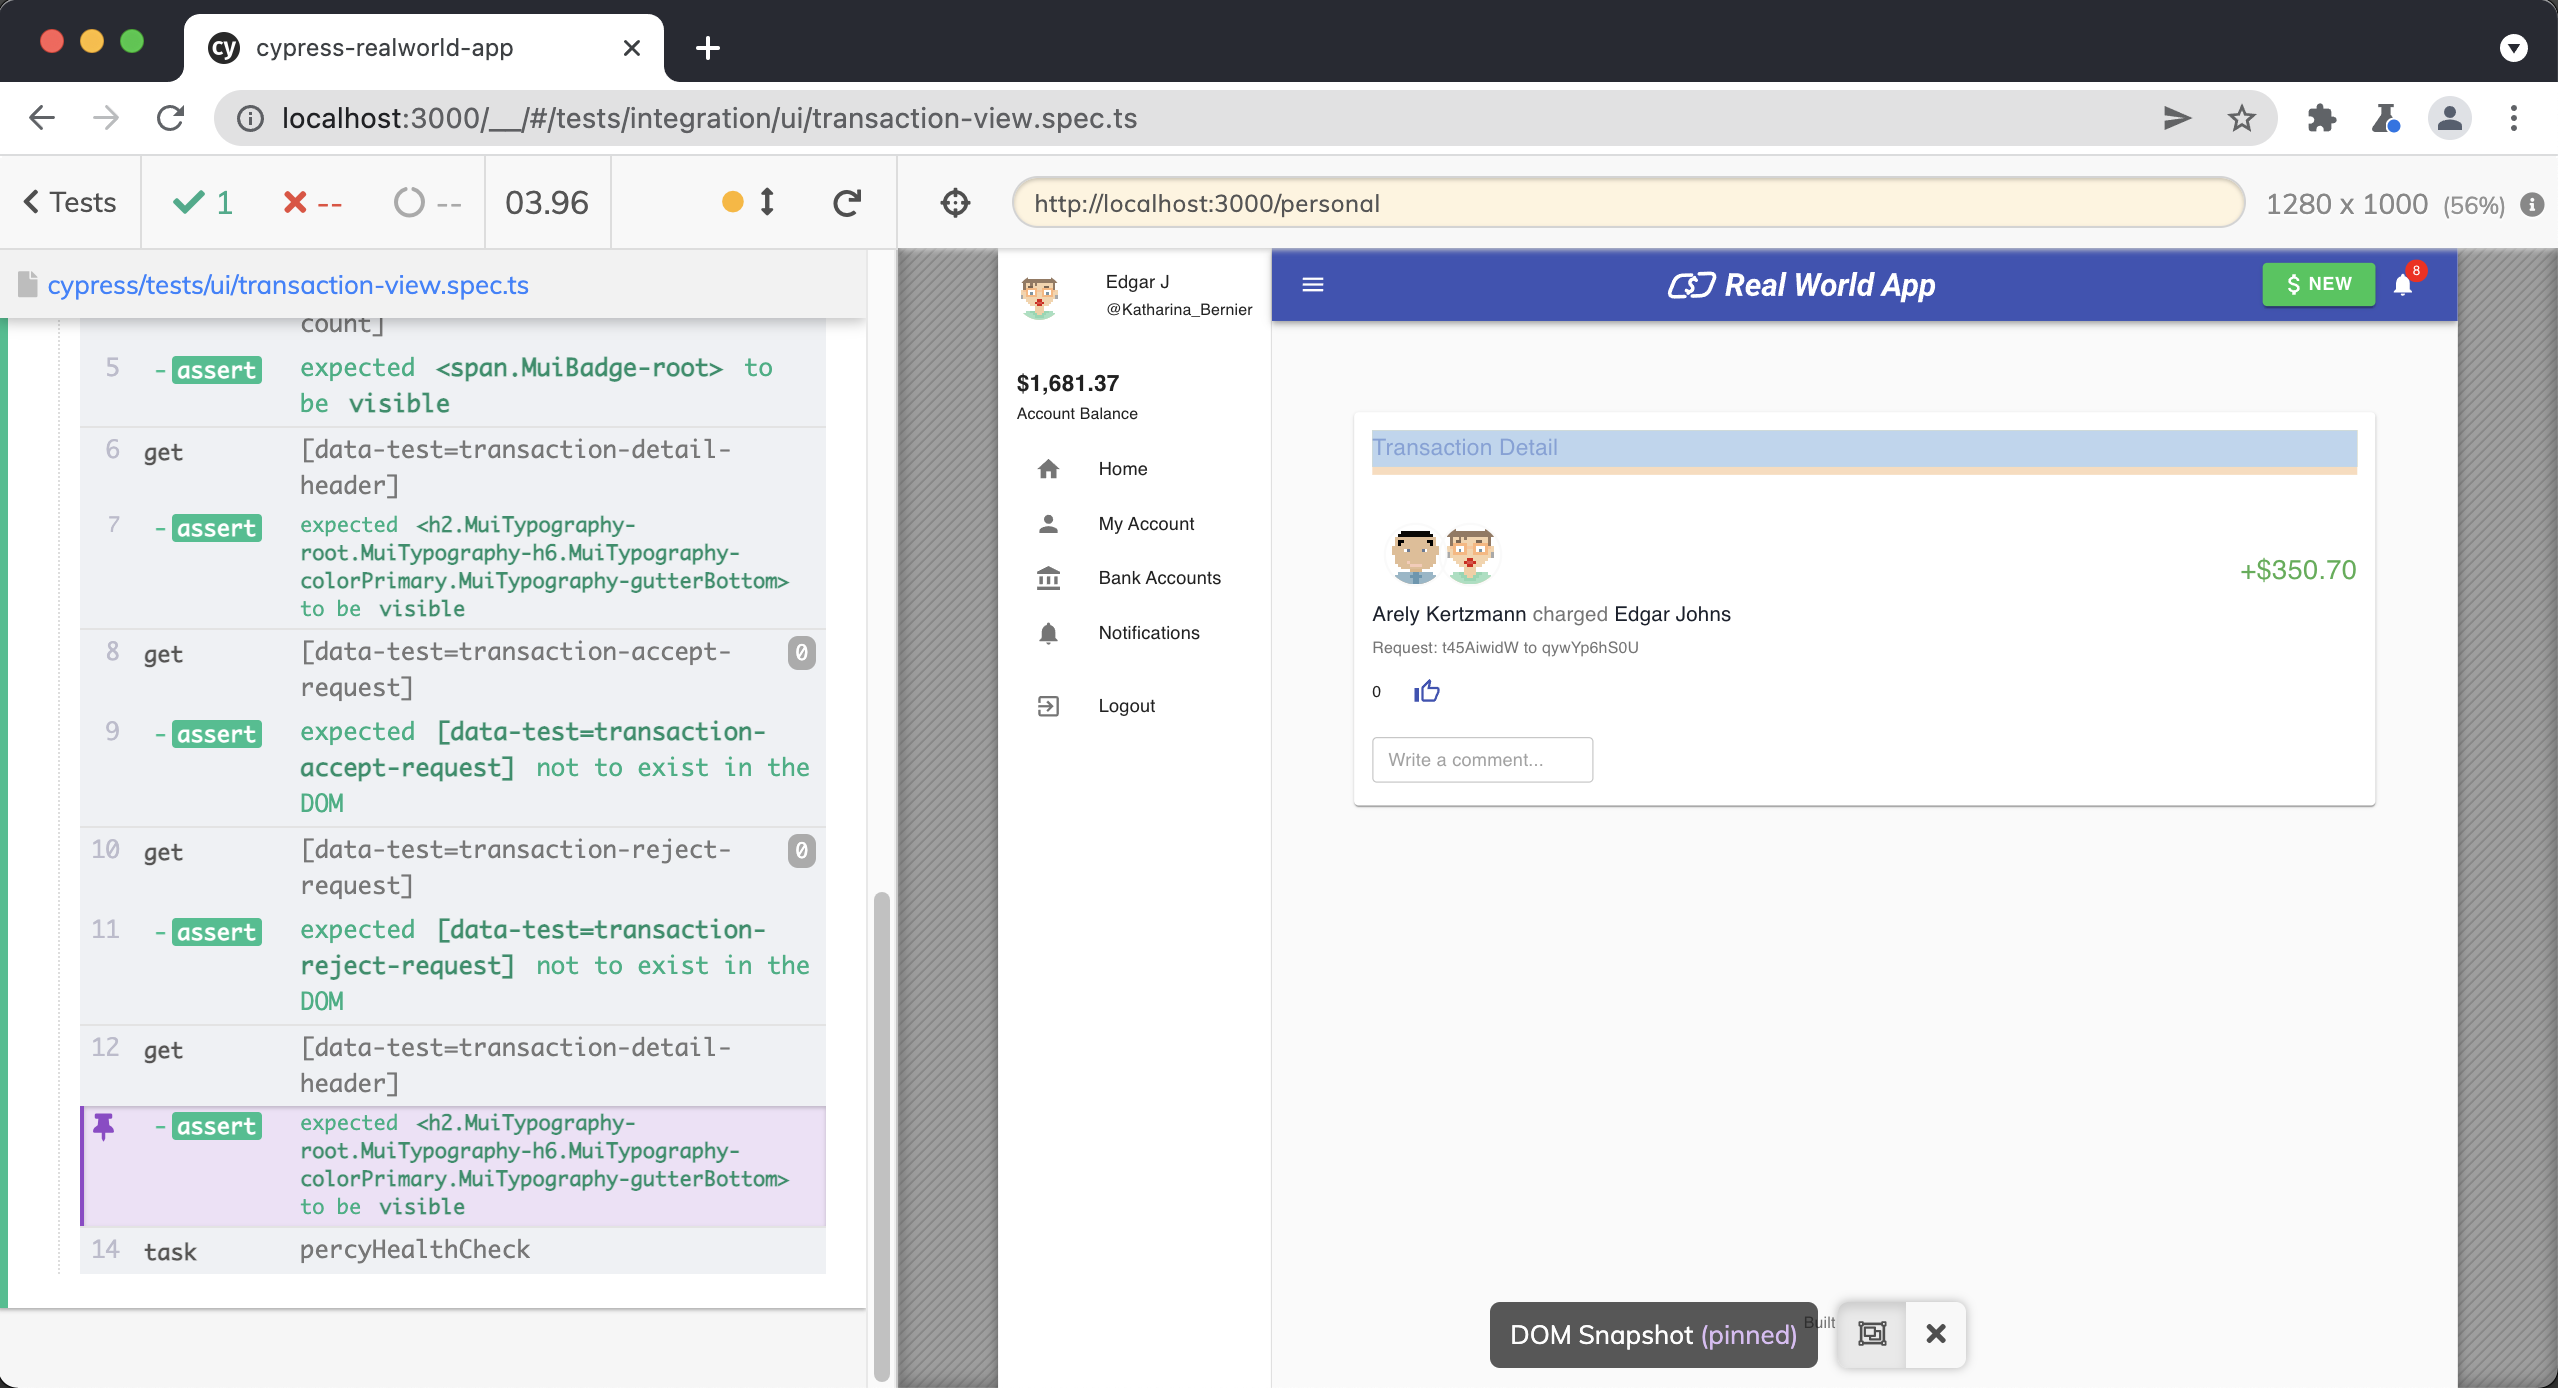 cy cypress-realworld-app
localhost:3000/__/#/tests/integration/ui/transaction-view.spec.ts
Tests
1
--
--
03.96
http://localhost:3000/personal
1280 x 1000 (56%)
cypress/tests/ui/transaction-view.spec.ts
count]
5 -assert expected <span.MuiBadge-root> to
be visible
6 get [data-test=transaction-detail-
header]
7 -assert expected <h2.MuiTypography-
root.MuiTypography-h6.MuiTypography-
colorPrimary.MuiTypography-gutterBottom>
to be visible
8 get [data-test=transaction-accept- 0
request]
9 -assert expected [data-test=transaction-
accept-request] not to exist in the
DOM
10 get [data-test=transaction-reject- 0
request]
11 -assert expected [data-test=transaction-
reject-request] not to exist in the
DOM
12 get [data-test=transaction-detail-
header]
-assert expected <h2.MuiTypography-
root.MuiTypography-h6.MuiTypography-
colorPrimary.MuiTypography-gutterBottom>
to be visible
14 task percyHealthCheck
Edgar J
@Katharina_Bernier
$1,681.37
Account Balance
Home
My Account
Bank Accounts
Notifications
Logout
Real World App
$ NEW
8
Transaction Detail
+$350.70
Arely Kertzmann charged Edgar Johns
Request: t45AiwidW to qywYp6hS0U
0
Write a comment...
Built
DOM Snapshot (pinned)